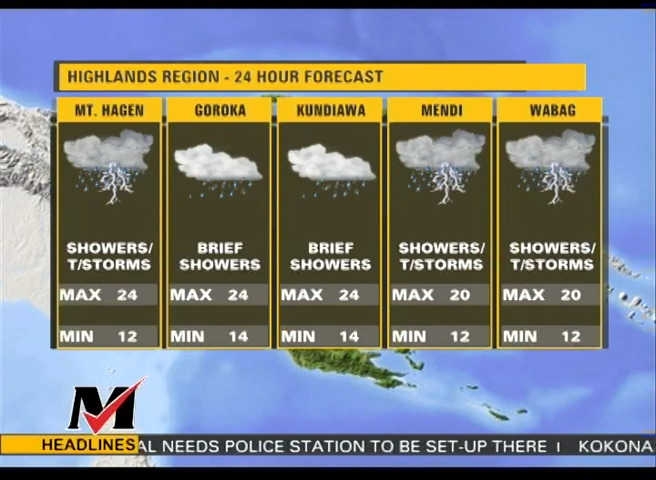 HIGHLANDS REGION - 24 HOUR FORECAST
MT. HAGEN
SHOWERS/
T/STORMS
MAX 24
MIN 12
GOROKA
BRIEF
SHOWERS
MAX 24
MIN 14
KUNDIAWA
BRIEF
SHOWERS
MAX 24
MIN 14
MENDI
SHOWERS/
T/STORMS
MAX 20
MIN 12
WABAG
SHOWERS/
T/STORMS
MAX 20
MIN 12
M
HEADLINES
AL NEEDS POLICE STATION TO BE SET-UP THERE | KOKONA